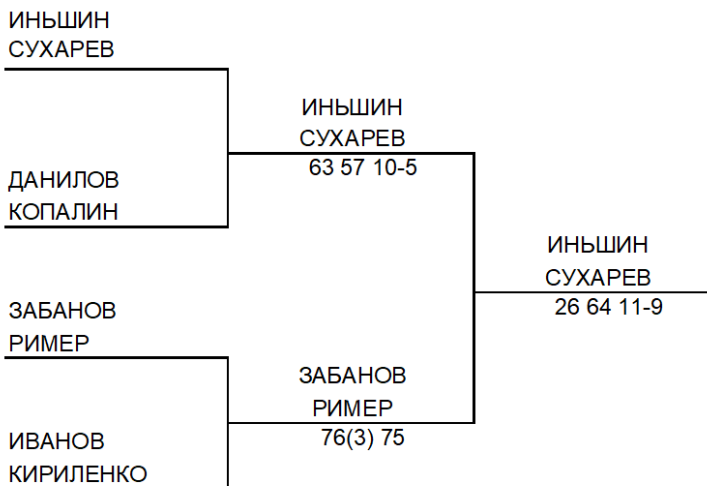 ИНЬШИН
СУХАРЕВ
ИНЬШИН
СУХАРЕВ
63 57 10-5
ДАНИЛОВ
КОПАЛИН
ИНЬШИН
СУХАРЕВ
26 64 11-9
ЗАБАНОВ
РИМЕР
ЗАБАНОВ
РИМЕР
76(3) 75
ИВАНОВ
КИРИЛЕНКО